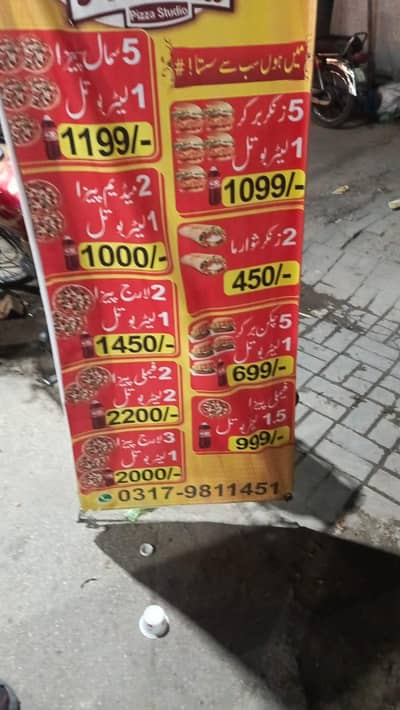 Pizza Studio
میں ہوں سب سے سستا! #
5 سمال پیزا
1 لیٹر بوتل
1199/-
2 میڈیم پیزا
1 لیٹر بوتل
1000/-
2 لارج پیزا
1 لیٹر بوتل
1450/-
2 فیملی پیزا
2 لیٹر بوتل
2200/-
3 لارج پیزا
1 لیٹر بوتل
2000/-
5 زنگر برگر
1 لیٹر بوتل
1099/-
2 زنگر شوارما
450/-
5 چکن برگر
1 لیٹر بوتل
699/-
فیملی پیزا
1.5 لیٹر بوتل
999/-
0317-9811451